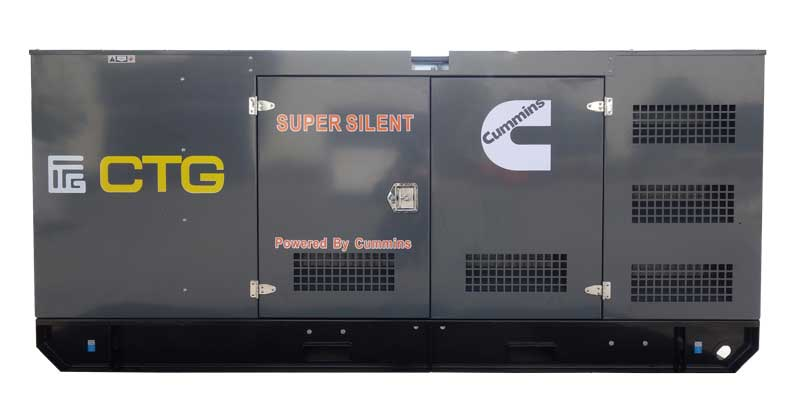 SUPER SILENT
Cummins
CTG
Powered By Cummins